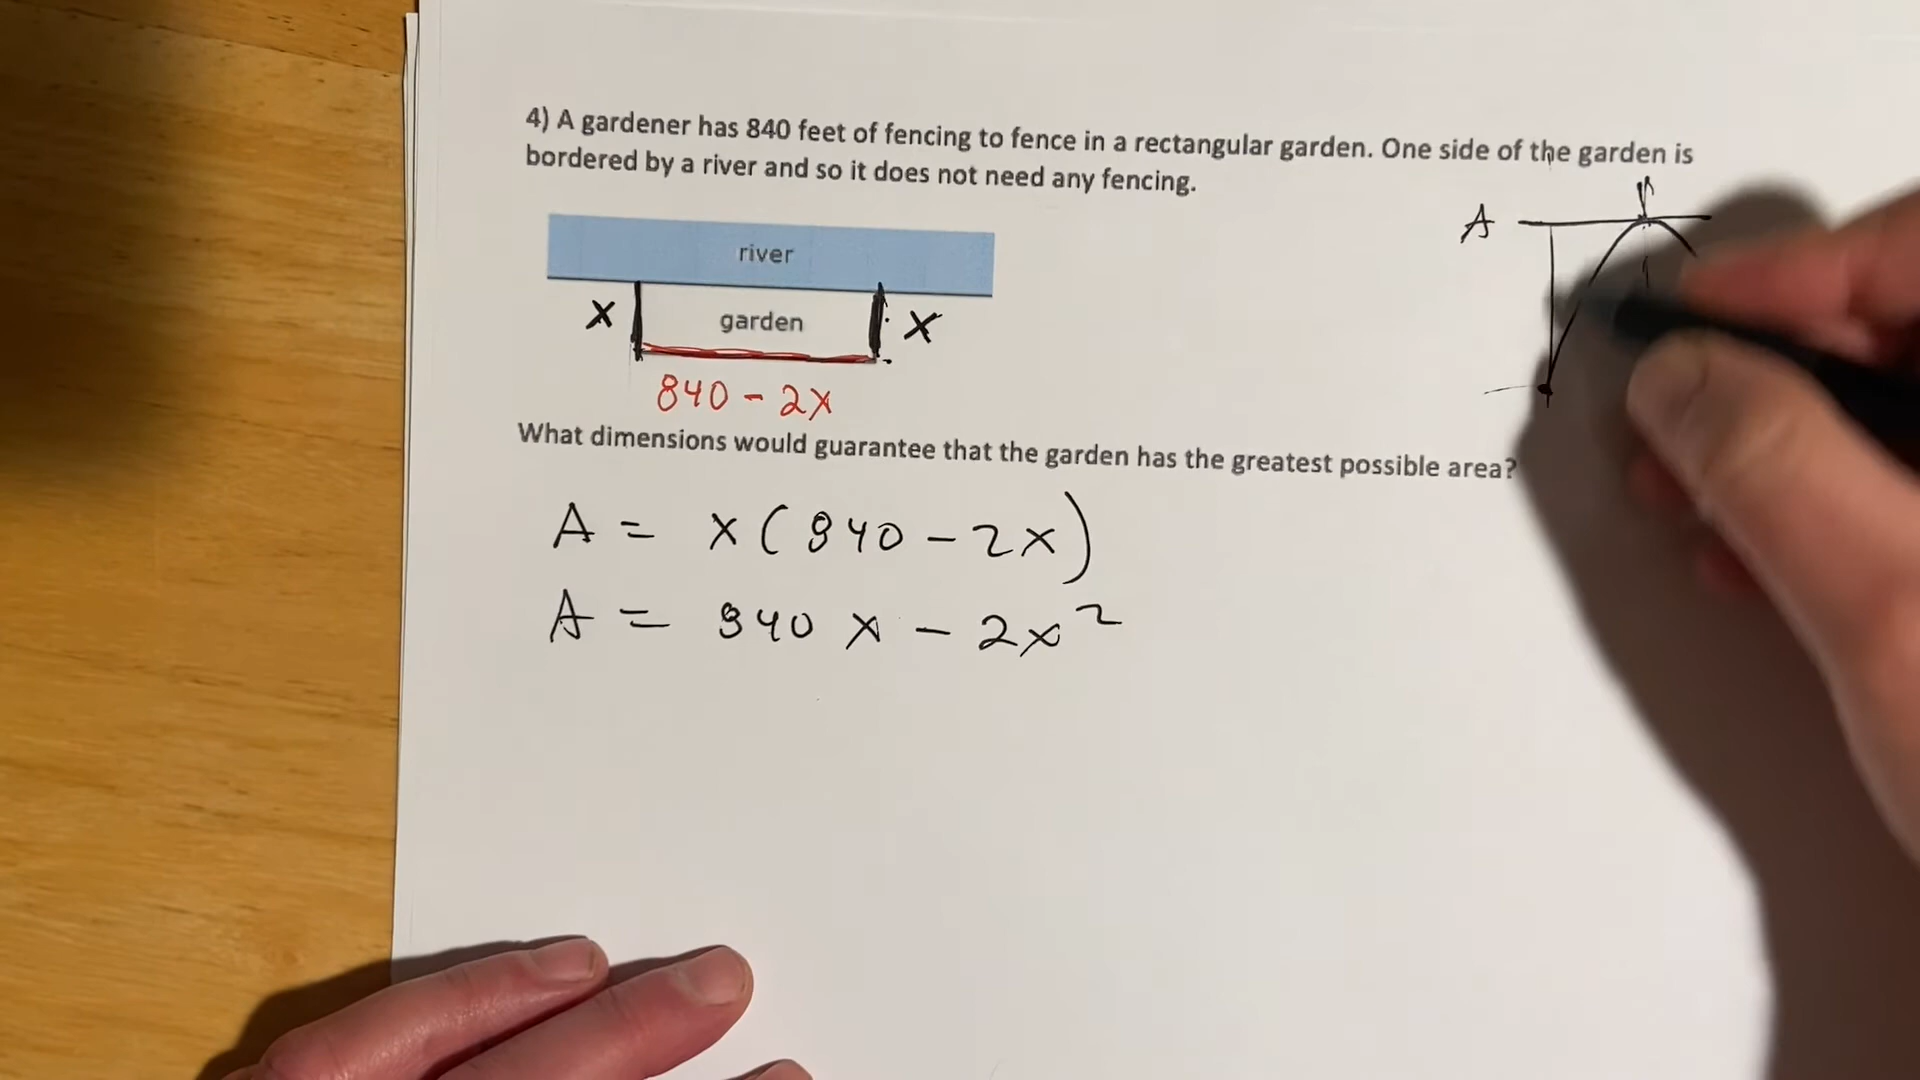 4) A gardener has 840 feet of fencing to fence in a rectangular garden. One side of the garden is
bordered by a river and so it does not need any fencing.
A
river
x garden x
840 - 2x
What dimensions would guarantee that the garden has the greatest possible area?
A = x(840 - 2x)
A = 840 x - 2x²